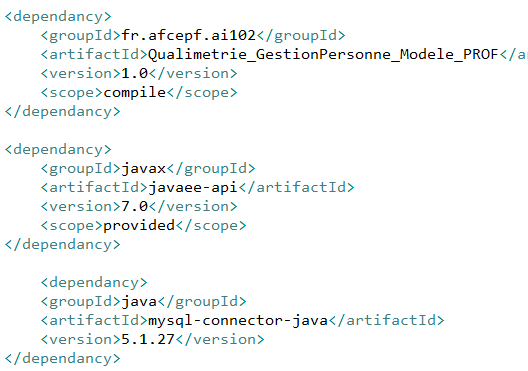 <dependancy>
<groupId>fr.afcepf.ai102</groupId>
<artifactId>Qualimetrie_GestionPersonne_Modele_PROF</ar
<version>1.0</version>
<scope>compile</scope>
</dependancy>
<dependancy>
<groupId>javax</groupId>
<artifactId>javaee-api</artifactId>
<version>7.0</version>
<scope>provided</scope>
</dependancy>
<dependancy>
<groupId>java</groupId>
<artifactId>mysql-connector-java</artifactId>
<version>5.1.27</version>
</dependancy>